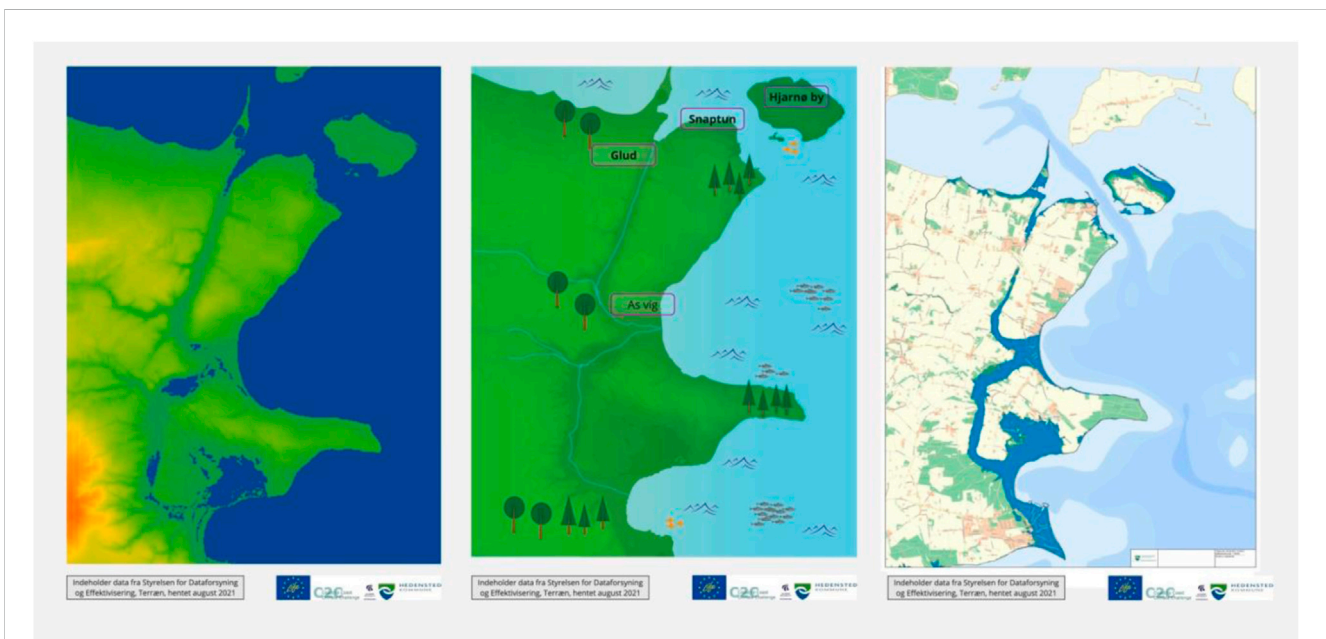 Hjarnø by
Snaptun
Glud
As vig
Indeholder data fra Styrelsen for Dataforsyning
og Effektivisering, Terræn, hentet august 2021
C2C
HEDENSTED
Indeholder data fra Styrelsen for Dataforsyning
og Effektivisering, Terræn, hentet august 2021
C2C
HEDENSTED
Indeholder data fra Styrelsen for Dataforsyning
og Effektivisering, Terræn, hentet august 2021
C2C
HEDENSTED